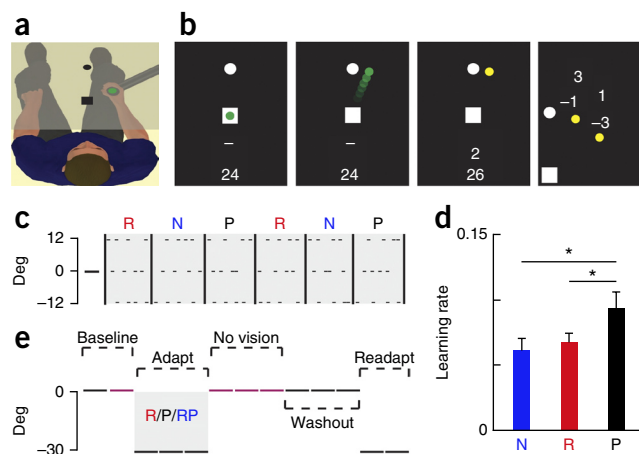 a
b
–
24
–
24
2
26
3
1
–1
–3
c
R N P R N P
Deg
12
0
–12
d
0.15
Learning rate
0
* 
*
N R P
e
Baseline
No vision
Readapt
Adapt
R/P/RP
Washout
Deg
0
–30